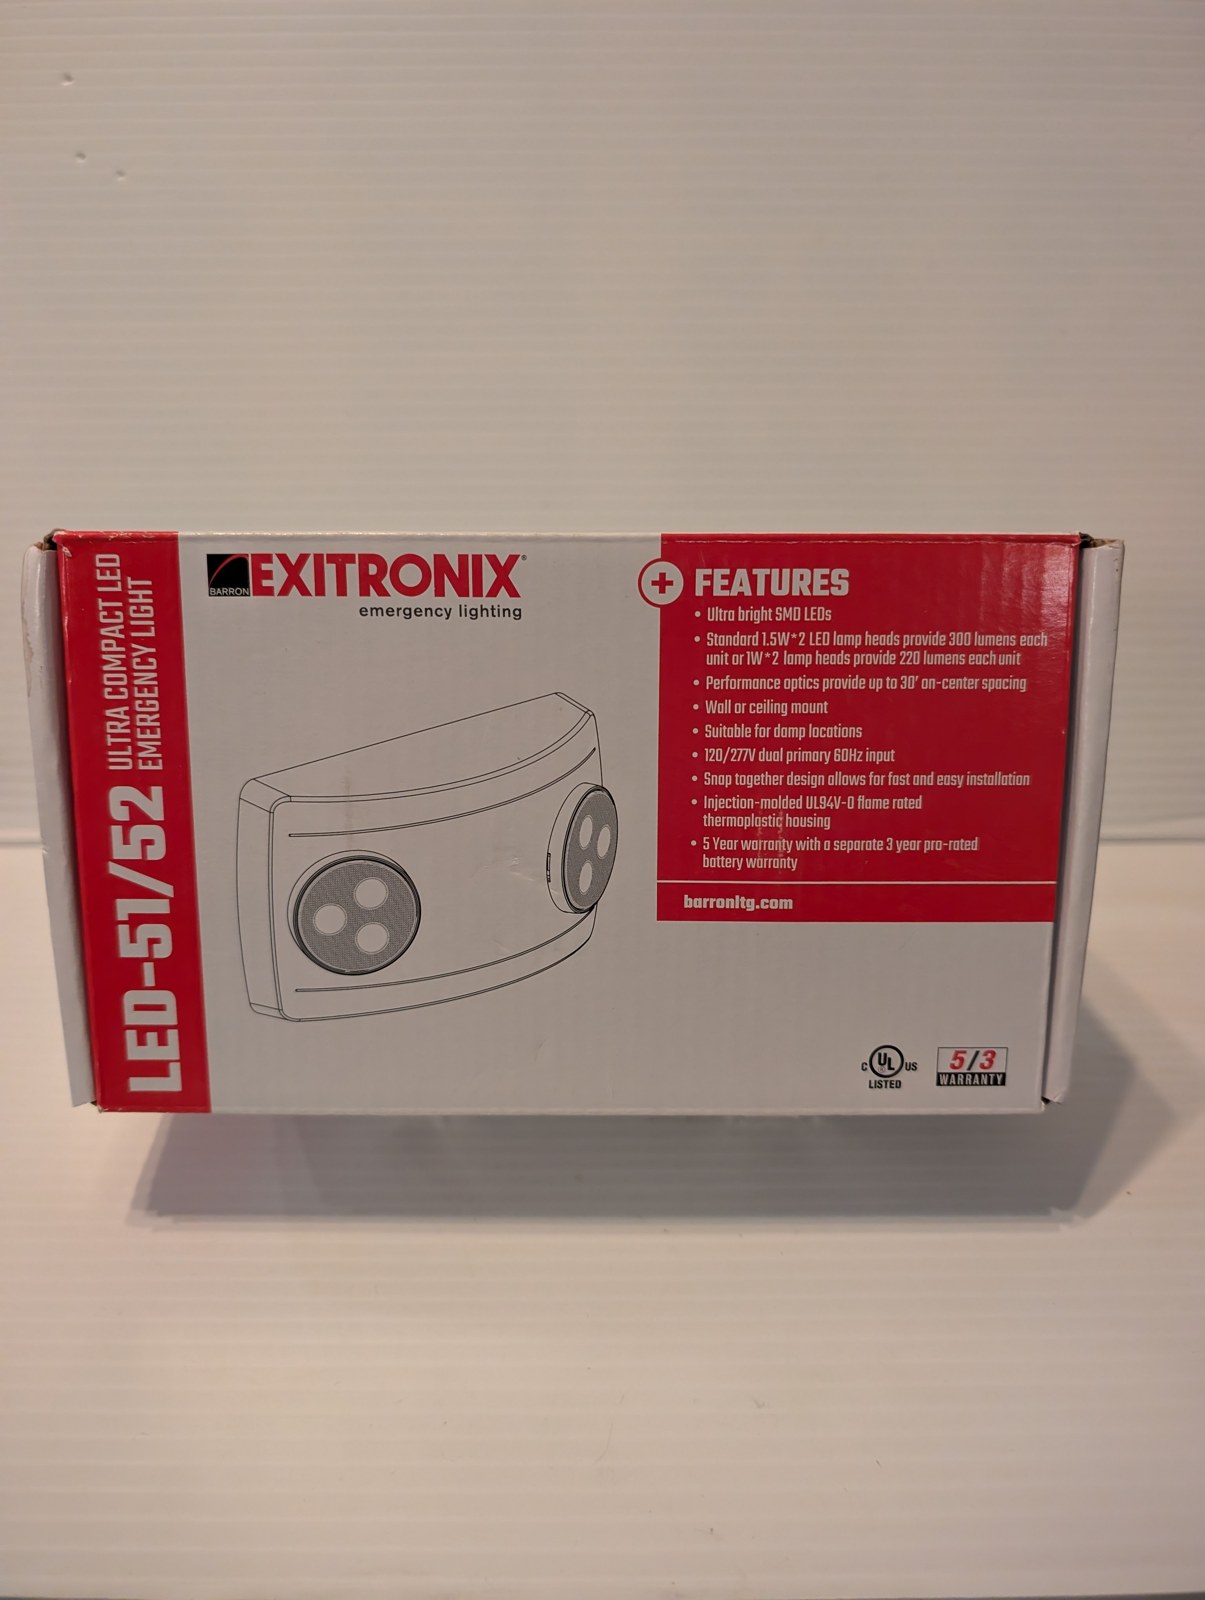 LED-51/52
ULTRA COMPACT LED
EMERGENCY LIGHT
BARRON
EXITRONIX®
emergency lighting
+ FEATURES
• Ultra bright SMD LEDs
• Standard 1.5W*2 LED lamp heads provide 300 lumens each
unit or 1W*2 lamp heads provide 220 lumens each unit
• Performance optics provide up to 30' on-center spacing
• Wall or ceiling mount
• Suitable for damp locations
• 120/277V dual primary 60Hz input
• Snap together design allows for fast and easy installation
• Injection-molded UL94V-0 flame rated
thermoplastic housing
• 5 Year warranty with a separate 3 year pro-rated
battery warranty
barronltg.com
C UL US
LISTED
5/3
WARRANTY